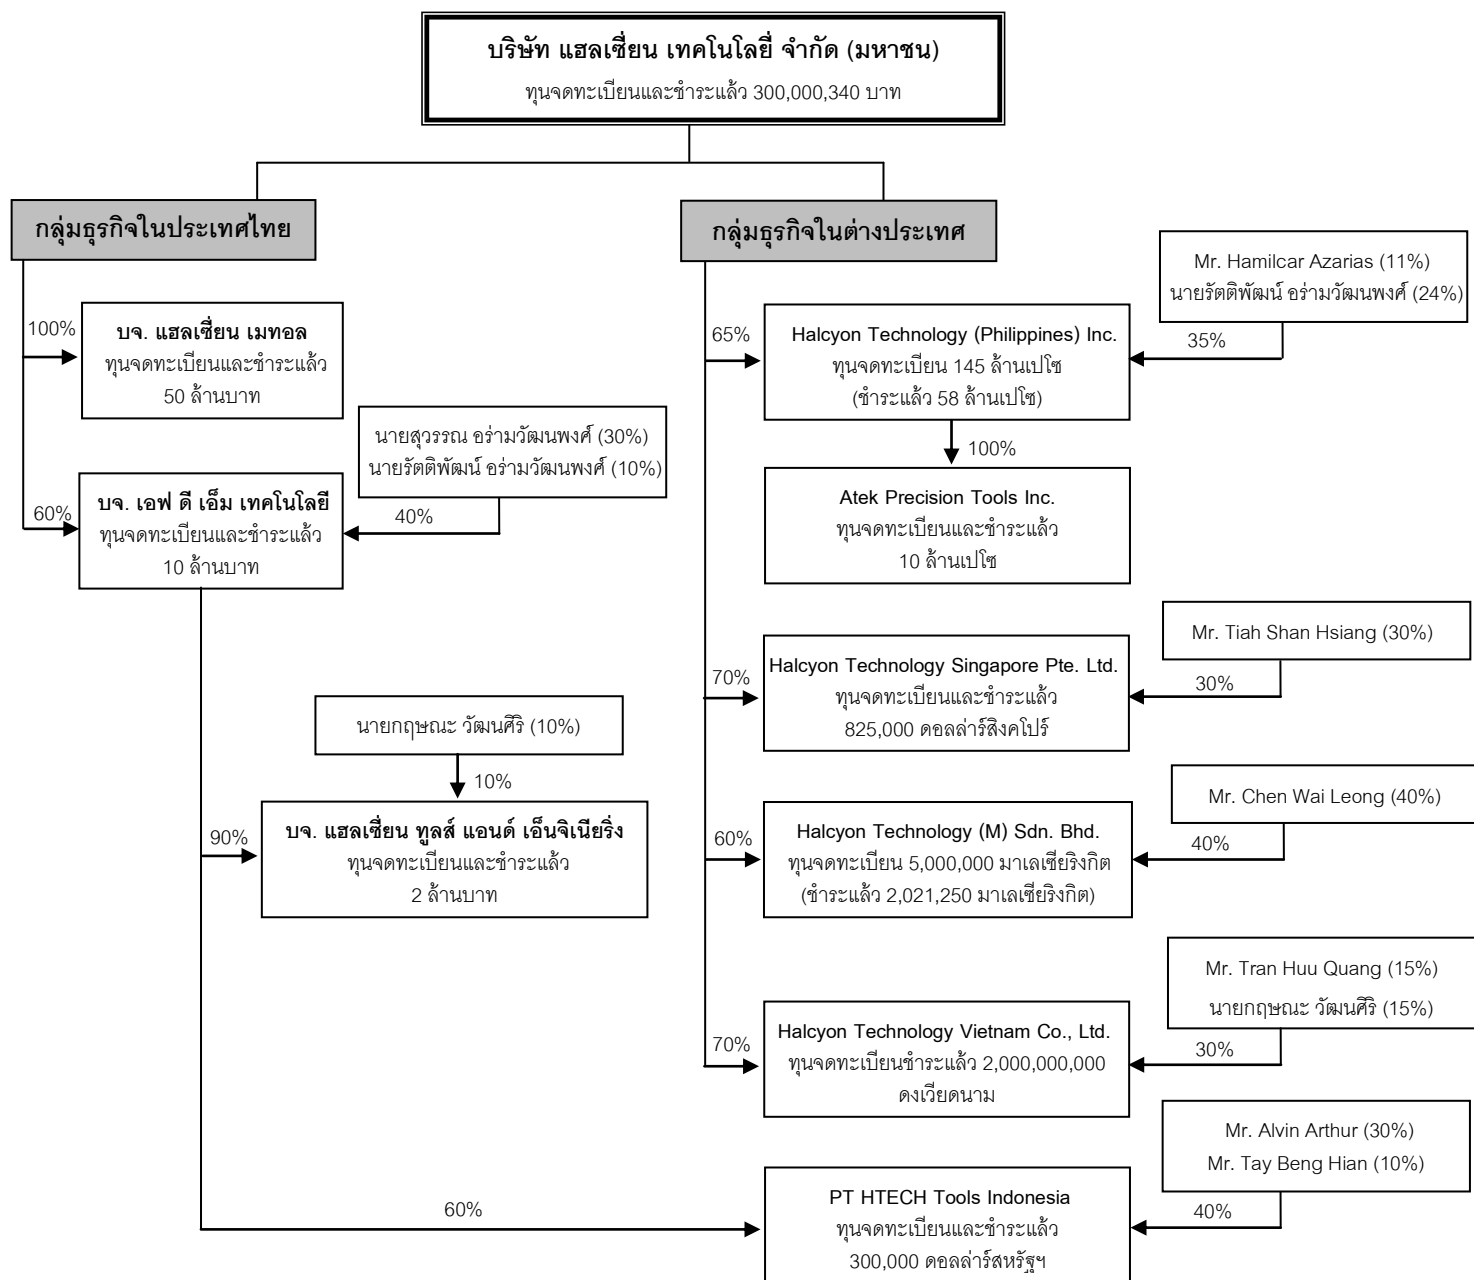 บริษัท แฮลเซี่ยน เทคโนโลยี่ จำกัด (มหาชน)
ทุนจดทะเบียนและชำระแล้ว 300,000,340 บาท
กลุ่มธุรกิจในประเทศไทย
กลุ่มธุรกิจในต่างประเทศ
100%
บจ. แฮลเซี่ยน เมทอล
ทุนจดทะเบียนและชำระแล้ว
50 ล้านบาท
นายสุวรรณ อร่ามวัฒนพงศ์ (30%)
นายรัตติพัฒน์ อร่ามวัฒนพงศ์ (10%)
60%
บจ. เอฟ ดี เอ็ม เทคโนโลยี
ทุนจดทะเบียนและชำระแล้ว
10 ล้านบาท
40%
นายกฤษณะ วัฒนศิริ (10%)
10%
90%
บจ. แฮลเซี่ยน ทูลส์ แอนด์ เอ็นจิเนียริ่ง
ทุนจดทะเบียนและชำระแล้ว
2 ล้านบาท
Mr. Hamilcar Azarias (11%)
นายรัตติพัฒน์ อร่ามวัฒนพงศ์ (24%)
65%
Halcyon Technology (Philippines) Inc.
ทุนจดทะเบียน 145 ล้านเปโซ
(ชำระแล้ว 58 ล้านเปโซ)
35%
100%
Atek Precision Tools Inc.
ทุนจดทะเบียนและชำระแล้ว
10 ล้านเปโซ
Mr. Tiah Shan Hsiang (30%)
70%
Halcyon Technology Singapore Pte. Ltd.
ทุนจดทะเบียนและชำระแล้ว
825,000 ดอลล่าร์สิงคโปร์
30%
Mr. Chen Wai Leong (40%)
60%
Halcyon Technology (M) Sdn. Bhd.
ทุนจดทะเบียน 5,000,000 มาเลเซียริงกิต
(ชำระแล้ว 2,021,250 มาเลเซียริงกิต)
40%
Mr. Tran Huu Quang (15%)
นายกฤษณะ วัฒนศิริ (15%)
70%
Halcyon Technology Vietnam Co., Ltd.
ทุนจดทะเบียนชำระแล้ว 2,000,000,000
ดงเวียดนาม
30%
Mr. Alvin Arthur (30%)
Mr. Tay Beng Hian (10%)
60%
PT HTECH Tools Indonesia
ทุนจดทะเบียนและชำระแล้ว
300,000 ดอลล่าร์สหรัฐฯ
40%